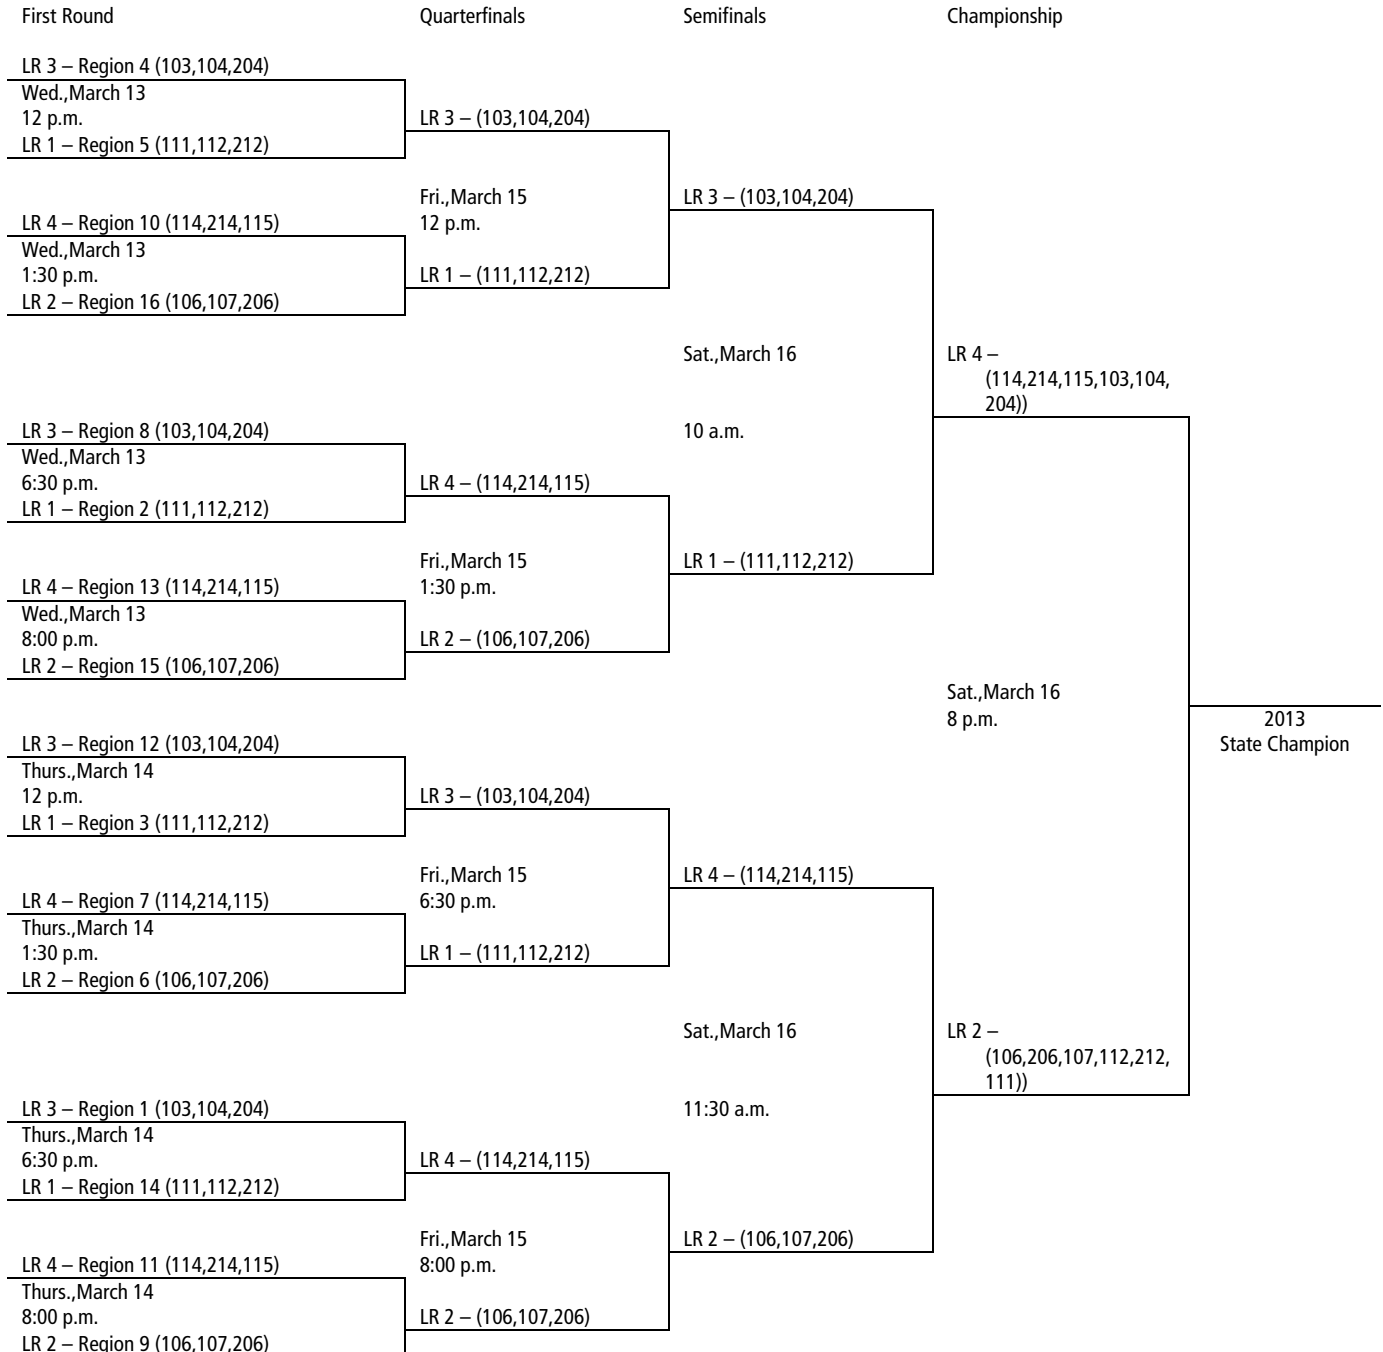 First Round
Quarterfinals
Semifinals
Championship
LR 3 – Region 4 (103,104,204)
Wed.,March 13
12 p.m.
LR 1 – Region 5 (111,112,212)
LR 4 – Region 10 (114,214,115)
Wed.,March 13
1:30 p.m.
LR 2 – Region 16 (106,107,206)
LR 3 – Region 8 (103,104,204)
Wed.,March 13
6:30 p.m.
LR 1 – Region 2 (111,112,212)
LR 4 – Region 13 (114,214,115)
Wed.,March 13
8:00 p.m.
LR 2 – Region 15 (106,107,206)
LR 3 – Region 12 (103,104,204)
Thurs.,March 14
12 p.m.
LR 1 – Region 3 (111,112,212)
LR 4 – Region 7 (114,214,115)
Thurs.,March 14
1:30 p.m.
LR 2 – Region 6 (106,107,206)
LR 3 – Region 1 (103,104,204)
Thurs.,March 14
6:30 p.m.
LR 1 – Region 14 (111,112,212)
LR 4 – Region 11 (114,214,115)
Thurs.,March 14
8:00 p.m.
LR 2 – Region 9 (106,107,206)
LR 3 – (103,104,204)
Fri.,March 15
12 p.m.
LR 1 – (111,112,212)
LR 4 – (114,214,115)
Fri.,March 15
1:30 p.m.
LR 2 – (106,107,206)
LR 3 – (103,104,204)
Fri.,March 15
6:30 p.m.
LR 1 – (111,112,212)
LR 4 – (114,214,115)
Fri.,March 15
8:00 p.m.
LR 2 – (106,107,206)
LR 3 – (103,104,204)
Sat.,March 16
10 a.m.
LR 1 – (111,112,212)
LR 4 – (114,214,115)
Sat.,March 16
11:30 a.m.
LR 2 – (106,107,206)
LR 4 –
(114,214,115,103,104,
204))
Sat.,March 16
8 p.m.
LR 2 –
(106,206,107,112,212,
111))
2013
State Champion